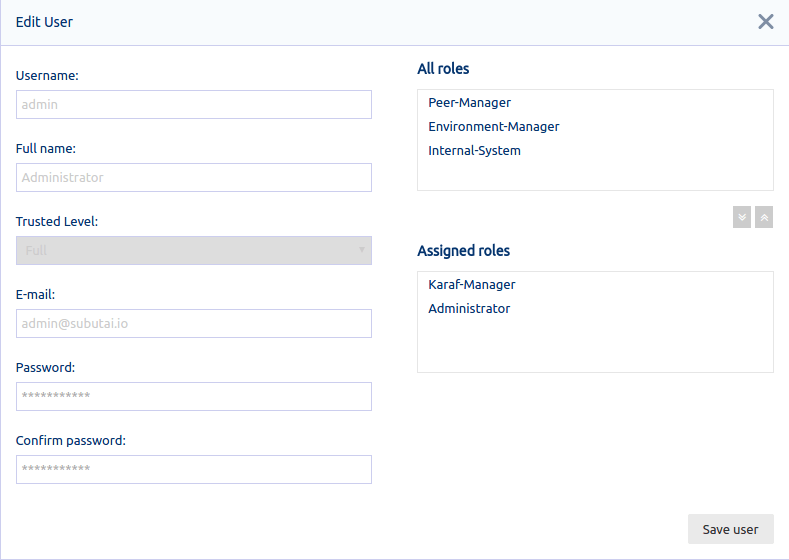 Edit User
Username:
admin
Full name:
Administrator
Trusted Level:
Full
E-mail:
admin@subutai.io
Password:
***********
Confirm password:
***********
All roles
Peer-Manager
Environment-Manager
Internal-System
Assigned roles
Karaf-Manager
Administrator
Save user